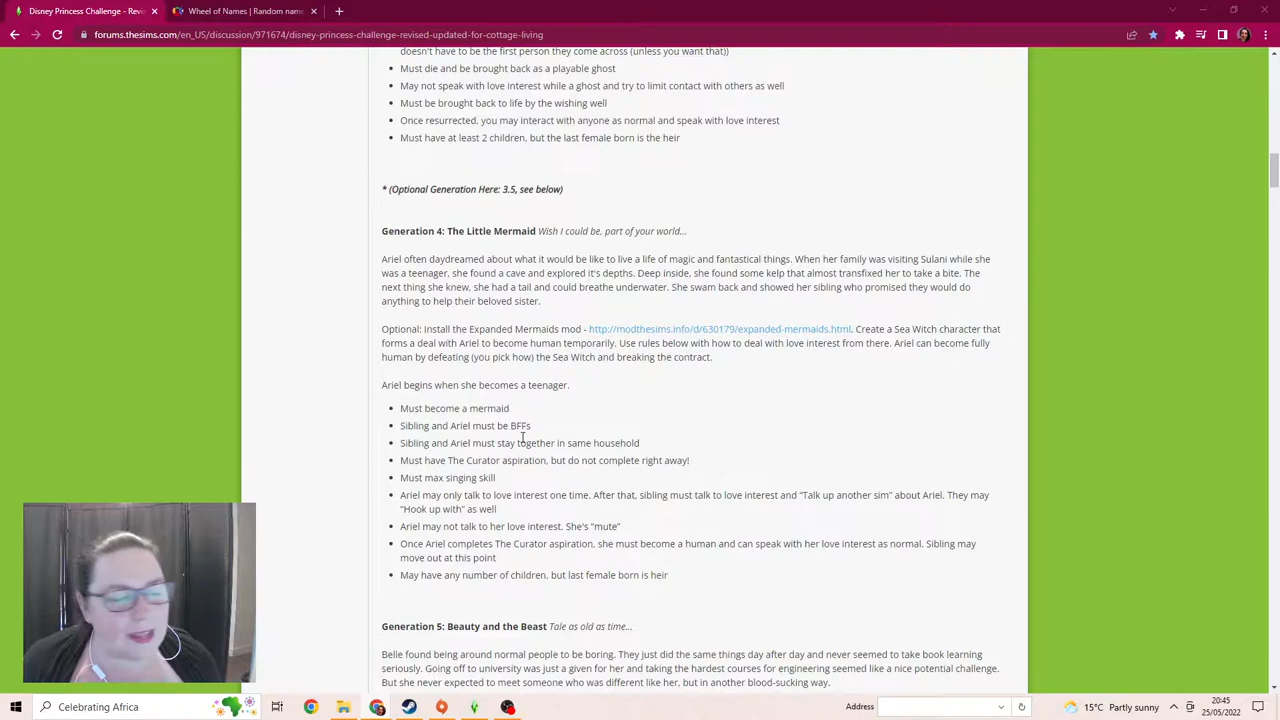 Disney Princess Challenge - Revi
Wheel of Names | Random name
forums.thesims.com/en_US/discussion/971674/disney-princess-challenge-revised-updated-for-cottage-living
doesn't have to be the first person they come across (unless you want that))
Must die and be brought back as a playable ghost
May not speak with love interest while a ghost and try to limit contact with others as well
Must be brought back to life by the wishing well
Once resurrected, you may interact with anyone as normal and speak with love interest
Must have at least 2 children, but the last female born is the heir
* (Optional Generation Here: 3.5, see below)
Generation 4: The Little Mermaid Wish I could be, part of your world...
Ariel often daydreamed about what it would be like to live a life of magic and fantastical things. When her family was visiting Sulani while she
was a teenager, she found a cave and explored it's depths. Deep inside, she found some kelp that almost transfixed her to take a bite. The
next thing she knew, she had a tail and could breathe underwater. She swam back and showed her sibling who promised they would do
anything to help their beloved sister.
Optional: Install the Expanded Mermaids mod - http://modthesims.info/d/630179/expanded-mermaids.html. Create a Sea Witch character that
forms a deal with Ariel to become human temporarily. Use rules below with how to deal with love interest from there. Ariel can become fully
human by defeating (you pick how) the Sea Witch and breaking the contract.
Ariel begins when she becomes a teenager.
Must become a mermaid
Sibling and Ariel must be BFFs
Sibling and Ariel must stay together in same household
Must have The Curator aspiration, but do not complete right away!
Must max singing skill
Ariel may only talk to love interest one time. After that, sibling must talk to love interest and "Talk up another sim" about Ariel. They may
"Hook up with" as well
Ariel may not talk to her love interest. She's "mute"
Once Ariel completes The Curator aspiration, she must become a human and can speak with her love interest as normal. Sibling may
move out at this point
May have any number of children, but last female born is heir
Generation 5: Beauty and the Beast Tale as old as time...
Belle found being around normal people to be boring. They just did the same things day after day and never seemed to take book learning
seriously. Going off to university was just a given for her and taking the hardest courses for engineering seemed like a nice potential challenge.
But she never expected to meet someone who was different like her, but in another blood-sucking way.
Celebrating Africa
Address
15°C Partly sunny
20:45
25/05/2022